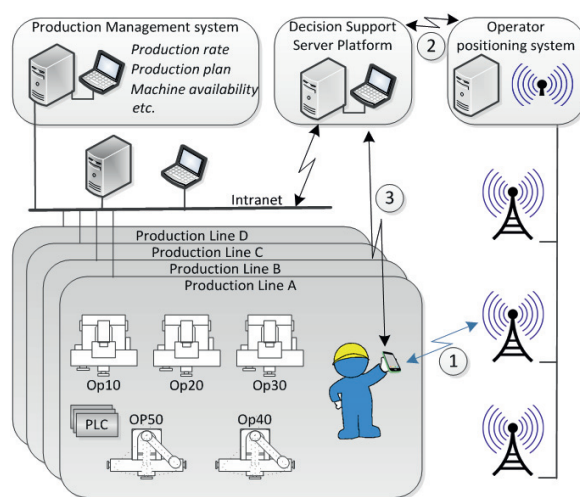 Production Management system
Production rate
Production plan
Machine availability
etc.
Decision Support
Server Platform
2
Operator
positioning system
Intranet
3
Production Line D
Production Line C
Production Line B
Production Line A
Op10
Op20
Op30
1
PLC
OP50
Op40